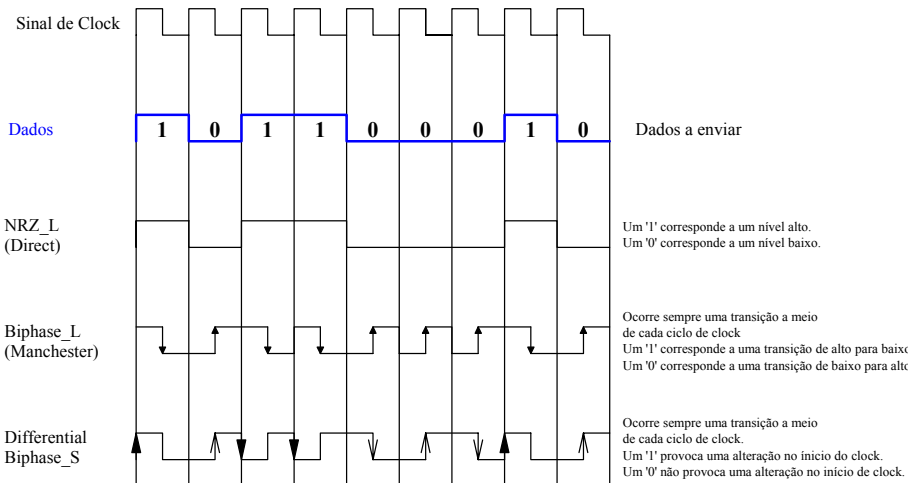 Sinal de Clock
Dados
1 0 1 1 0 0 0 1 0
Dados a enviar
NRZ_L
(Direct)
Um '1' corresponde a um nível alto.
Um '0' corresponde a um nível baixo.
Biphase_L
(Manchester)
Ocorre sempre uma transição a meio
de cada ciclo de clock
Um '1' corresponde a uma transição de alto para baixo
Um '0' corresponde a uma transição de baixo para alto
Differential
Biphase_S
Ocorre sempre uma transição a meio
de cada ciclo de clock.
Um '1' provoca uma alteração no ínicio do clock.
Um '0' não provoca uma alteração no início de clock.